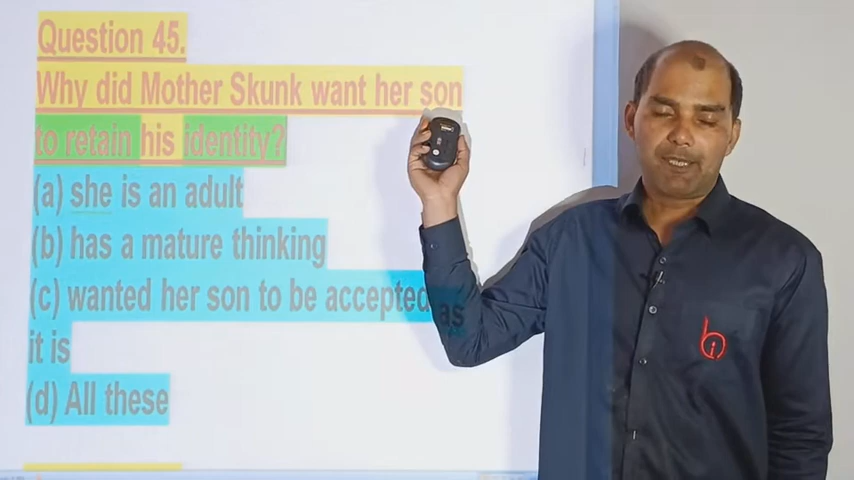 Question 45.
Why did Mother Skunk want her son
to retain his identity?
(a) she is an adult
(b) has a mature thinking
(c) wanted her son to be accepted as
it is
(d) All these